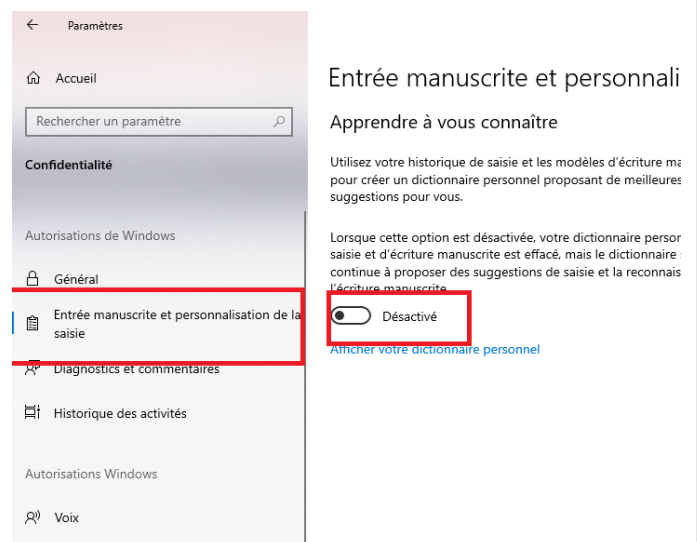 Paramètres
Accueil
Rechercher un paramètre
Confidentialité
Autorisations de Windows
Général
Entrée manuscrite et personnalisation de la
saisie
Diagnostics et commentaires
Historique des activités
Autorisations Windows
Voix
Entrée manuscrite et personnali
Apprendre à vous connaître
Utilisez votre historique de saisie et les modèles d'écriture ma
pour créer un dictionnaire personnel proposant de meilleures
suggestions pour vous.
Lorsque cette option est désactivée, votre dictionnaire person
saisie et d'écriture manuscrite est effacé, mais le dictionnaire
continue à proposer des suggestions de saisie et la reconnais
l'écriture manuscrite.
Désactivé
Afficher votre dictionnaire personnel